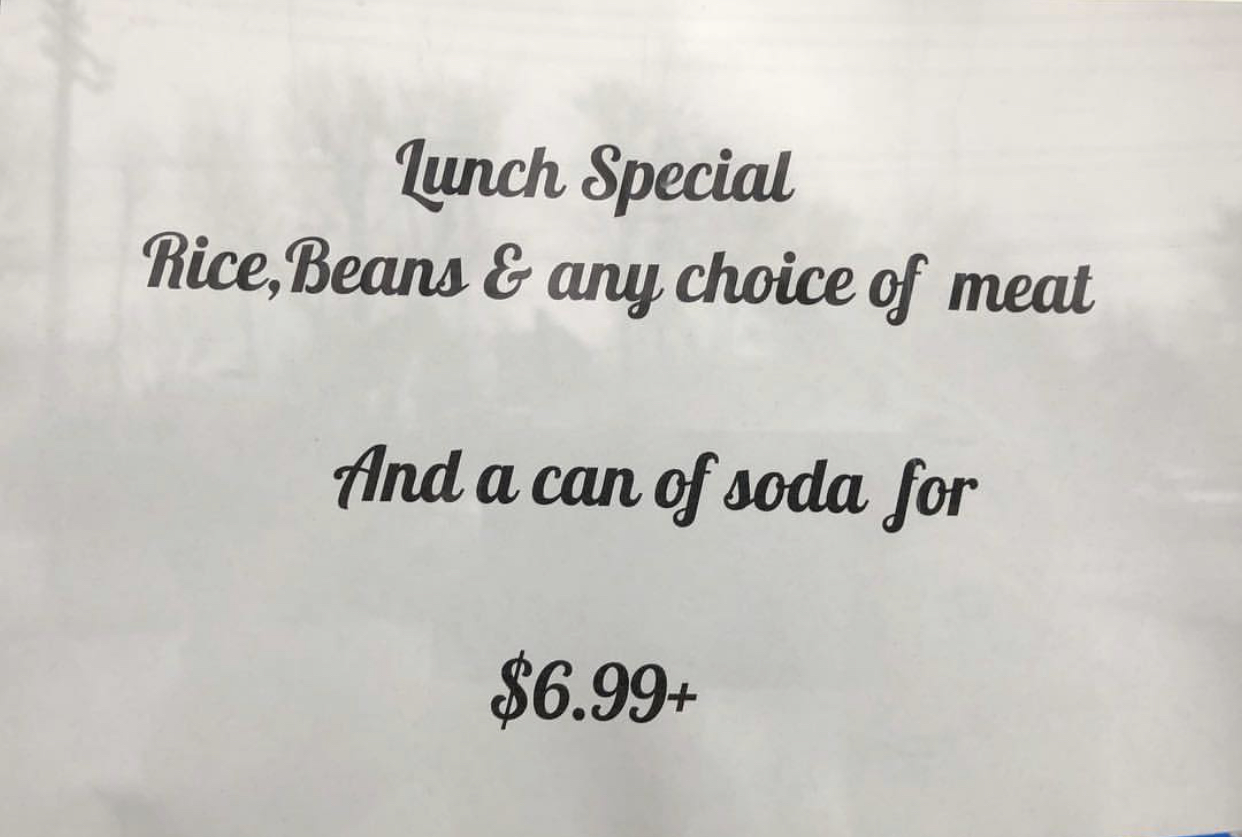 Lunch Special
Rice,Beans & any choice of meat
And a can of soda for
$6.99+